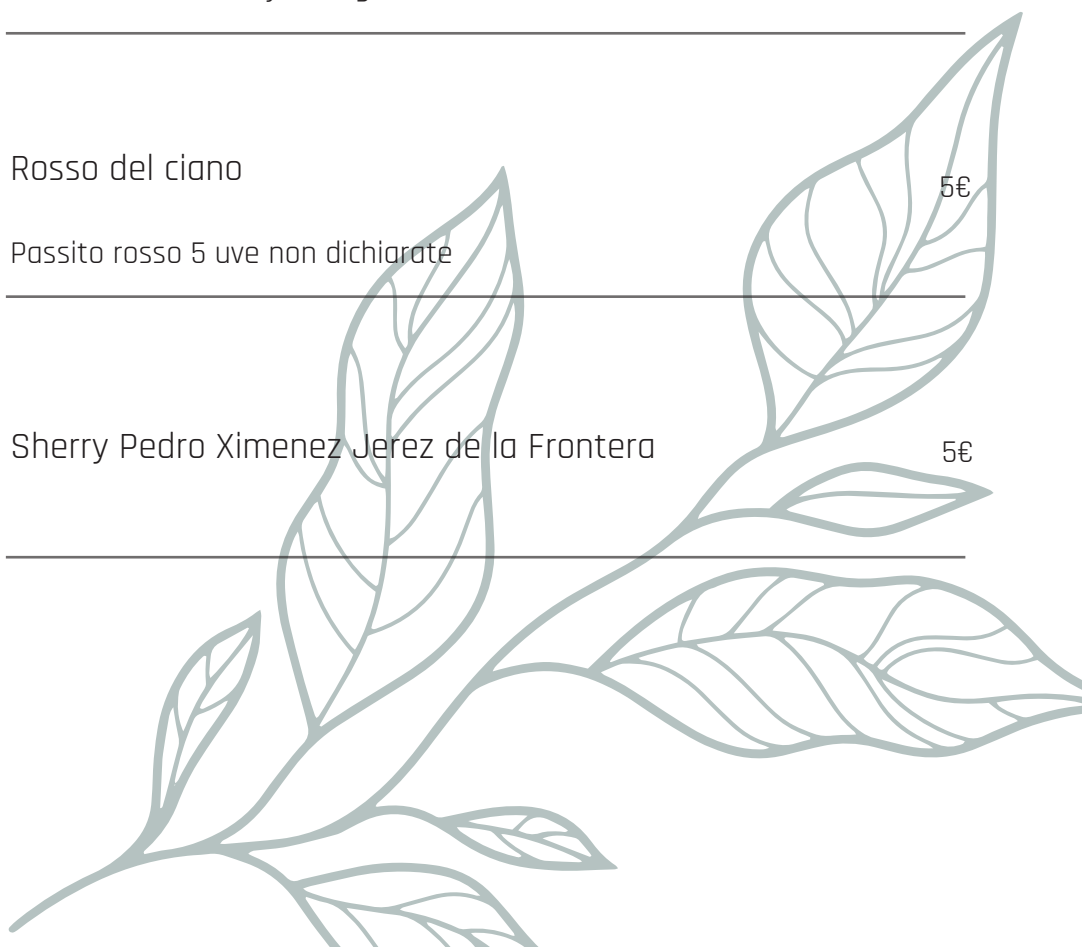 Rosso del ciano
5€
Passito rosso 5 uve non dichiarate
Sherry Pedro Ximenez Jerez de la Frontera
5€